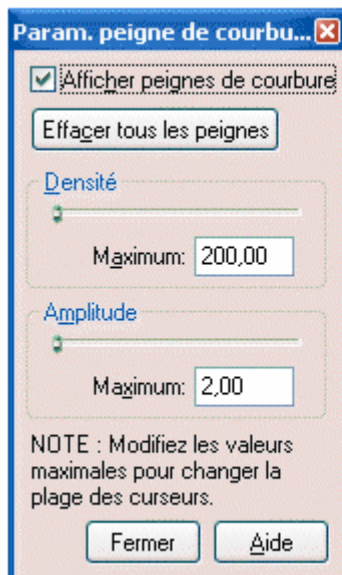 Param. peigne de courbu...
Afficher peignes de courbure
Effacer tous les peignes
Densité
Maximum: 200,00
Amplitude
Maximum: 2,00
NOTE : Modifiez les valeurs
maximales pour changer la
plage des curseurs.
Fermer Aide